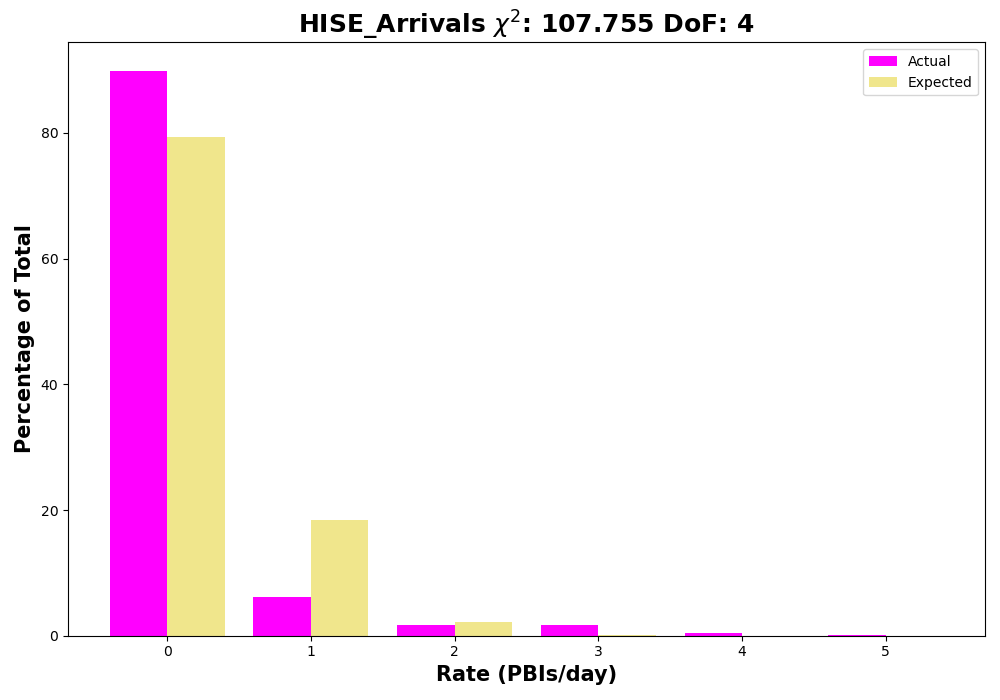 HISE_Arrivals χ²: 107.755 DoF: 4
Actual
Expected
Percentage of Total
80
60
40
20
0
0 1 2 3 4 5
Rate (PBIs/day)